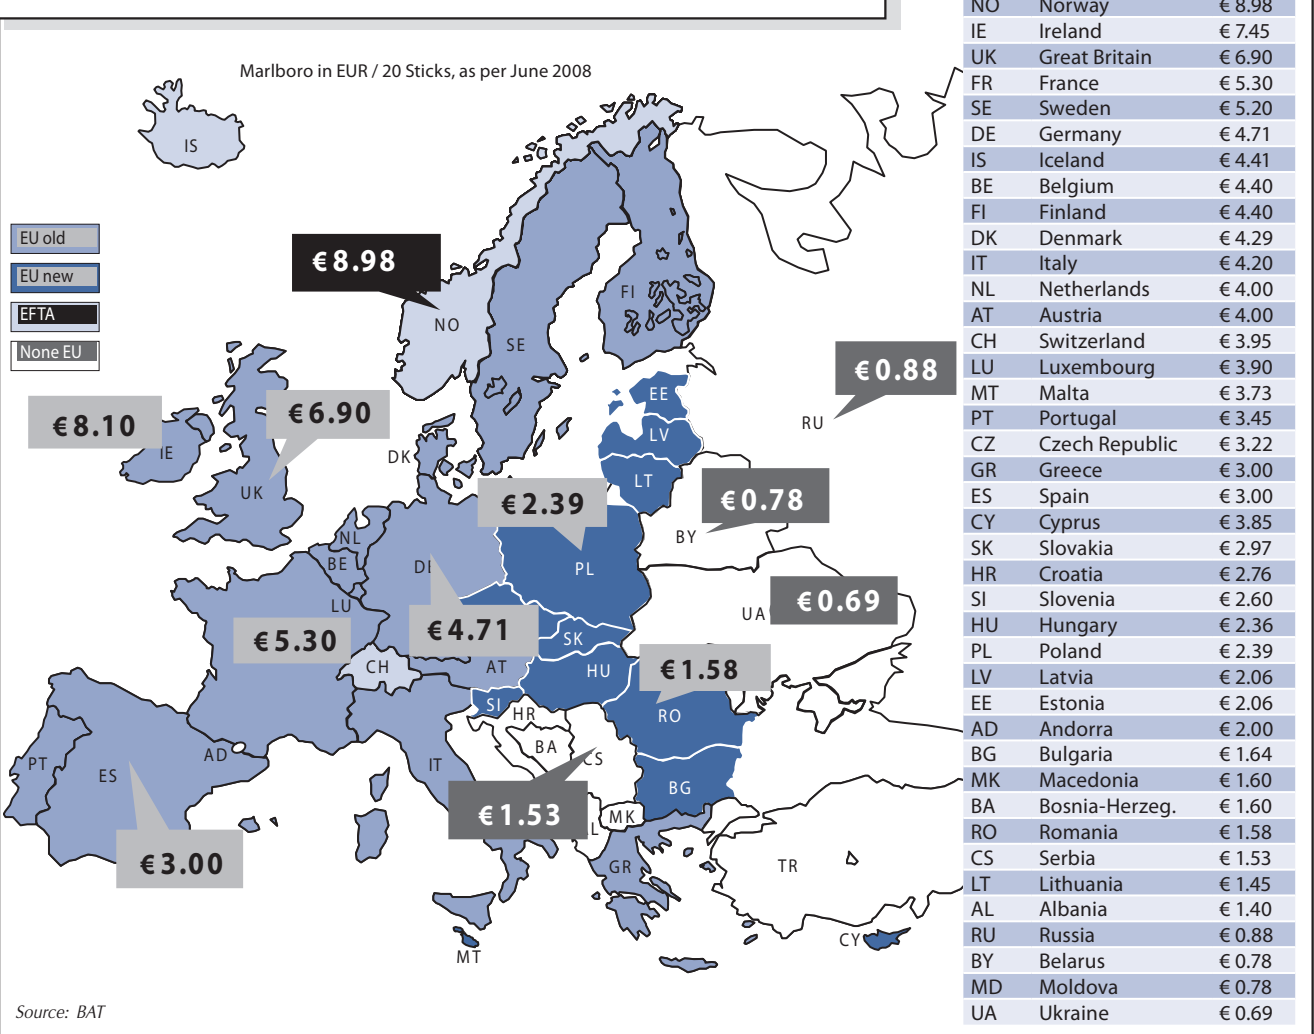 Marlboro in EUR / 20 Sticks, as per June 2008
EU old
EU new
EFTA
None EU
IS
€ 8.98
NO
SE
FI
€ 0.88
RU
EE
LV
LT
€ 8.10
IE
€ 6.90
UK
DK
€ 2.39
PL
€ 0.78
BY
NL
BE
LU
DE
€ 4.71
€ 5.30
UA
€ 0.69
SK
CH
AT
HU
€ 1.58
RO
SI
HR
BA
CS
€ 1.53
BG
MK
L
PT
ES
AD
€ 3.00
IT
GR
TR
MT
CY
Source: BAT
NO Norway € 8.98
IE Ireland € 7.45
UK Great Britain € 6.90
FR France € 5.30
SE Sweden € 5.20
DE Germany € 4.71
IS Iceland € 4.41
BE Belgium € 4.40
FI Finland € 4.40
DK Denmark € 4.29
IT Italy € 4.20
NL Netherlands € 4.00
AT Austria € 4.00
CH Switzerland € 3.95
LU Luxembourg € 3.90
MT Malta € 3.73
PT Portugal € 3.45
CZ Czech Republic € 3.22
GR Greece € 3.00
ES Spain € 3.00
CY Cyprus € 3.85
SK Slovakia € 2.97
HR Croatia € 2.76
SI Slovenia € 2.60
HU Hungary € 2.36
PL Poland € 2.39
LV Latvia € 2.06
EE Estonia € 2.06
AD Andorra € 2.00
BG Bulgaria € 1.64
MK Macedonia € 1.60
BA Bosnia-Herzeg. € 1.60
RO Romania € 1.58
CS Serbia € 1.53
LT Lithuania € 1.45
AL Albania € 1.40
RU Russia € 0.88
BY Belarus € 0.78
MD Moldova € 0.78
UA Ukraine € 0.69